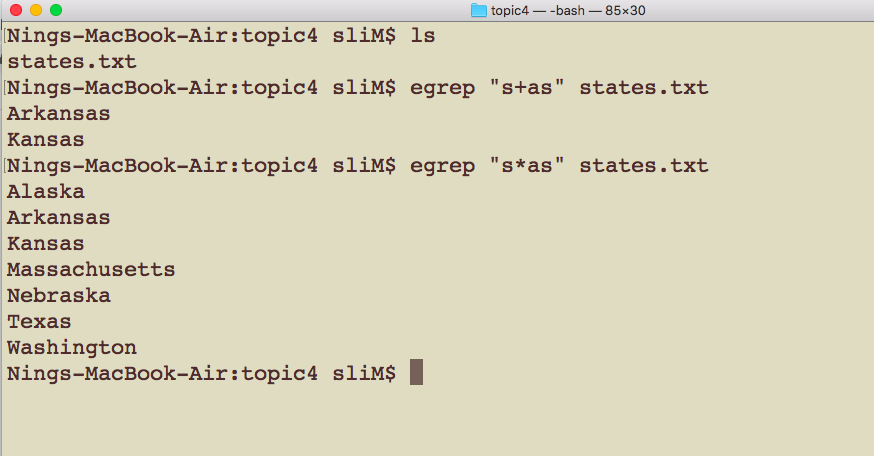 topic4 — -bash — 85×30
Nings-MacBook-Air:topic4 sliM$ ls
states.txt
Nings-MacBook-Air:topic4 sliM$ egrep "s+as" states.txt
Arkansas
Kansas
Nings-MacBook-Air:topic4 sliM$ egrep "s*as" states.txt
Alaska
Arkansas
Kansas
Massachusetts
Nebraska
Texas
Washington
Nings-MacBook-Air:topic4 sliM$